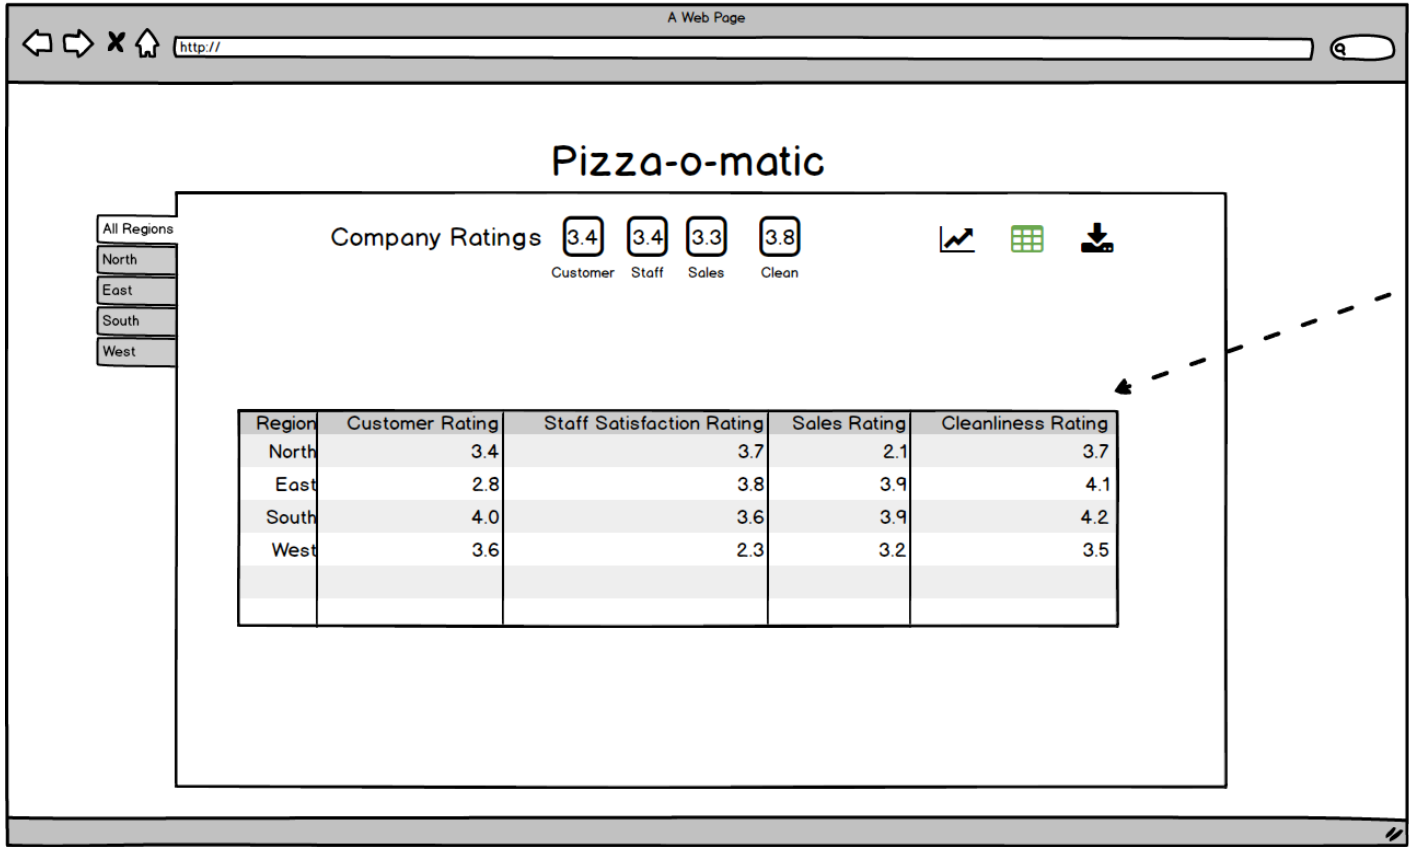 A Web Page
http://
Pizza-o-matic
All Regions
North
East
South
West
Company Ratings 3.4 3.4 3.3 3.8
Customer Staff Sales Clean
Region Customer Rating Staff Satisfaction Rating Sales Rating Cleanliness Rating
North 3.4 3.7 2.1 3.7
East 2.8 3.8 3.9 4.1
South 4.0 3.6 3.9 4.2
West 3.6 2.3 3.2 3.5